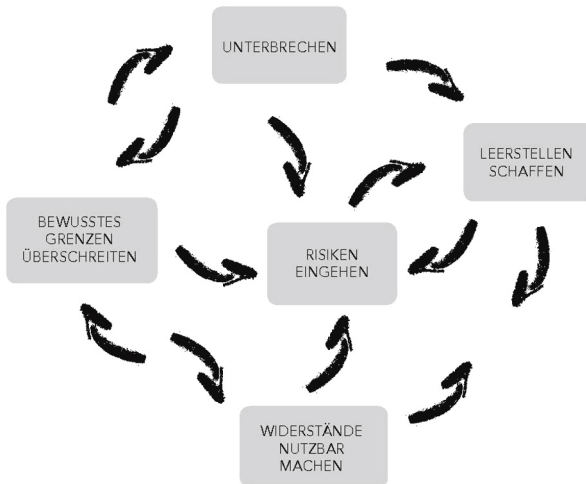 UNTERBRECHEN
LEERSTELLEN
SCHAFFEN
BEWUSSTES
GRENZEN
ÜBERSCHREITEN
RISIKEN
EINGEHEN
WIDERSTÄNDE
NUTZBAR
MACHEN